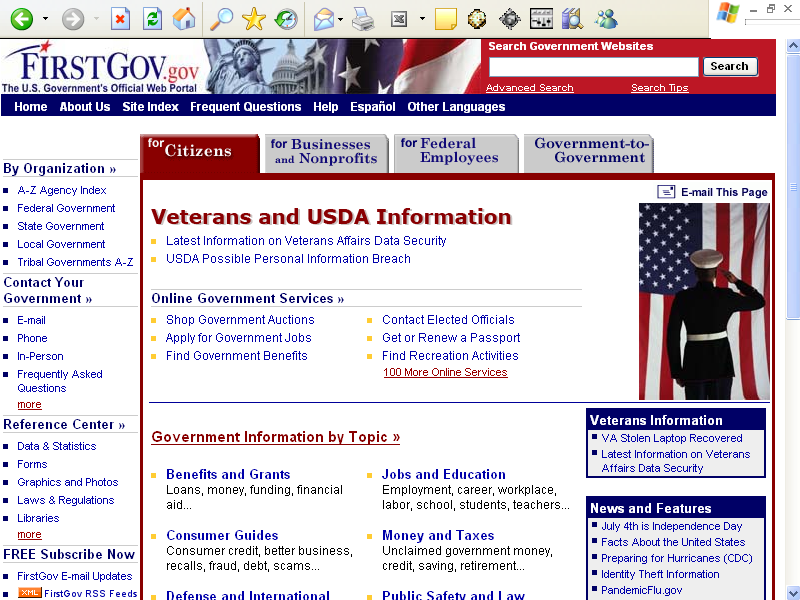 FIRSTGOV.gov
The U.S. Government's Official Web Portal
Search Government Websites
Search
Advanced Search
Search Tips
Home About Us Site Index Frequent Questions Help Español Other Languages
for Citizens
for Businesses and Nonprofits
for Federal Employees
Government-to-Government
By Organization »
A-Z Agency Index
Federal Government
State Government
Local Government
Tribal Governments A-Z
Contact Your
Government »
E-mail
Phone
In-Person
Frequently Asked
Questions
more
Reference Center »
Data & Statistics
Forms
Graphics and Photos
Laws & Regulations
Libraries
more
FREE Subscribe Now
FirstGov E-mail Updates
XML FirstGov RSS Feeds
E-mail This Page
Veterans and USDA Information
Latest Information on Veterans Affairs Data Security
USDA Possible Personal Information Breach
Online Government Services »
Shop Government Auctions
Apply for Government Jobs
Find Government Benefits
Contact Elected Officials
Get or Renew a Passport
Find Recreation Activities
100 More Online Services
Government Information by Topic »
Benefits and Grants
Loans, money, funding, financial
aid...
Consumer Guides
Consumer credit, better business,
recalls, fraud, debt, scams...
Defense and International
Jobs and Education
Employment, career, workplace,
labor, school, students, teachers...
Money and Taxes
Unclaimed government money,
credit, saving, retirement...
Public Safety and Law
Veterans Information
VA Stolen Laptop Recovered
Latest Information on Veterans
Affairs Data Security
News and Features
July 4th is Independence Day
Facts About the United States
Preparing for Hurricanes (CDC)
Identity Theft Information
PandemicFlu.gov